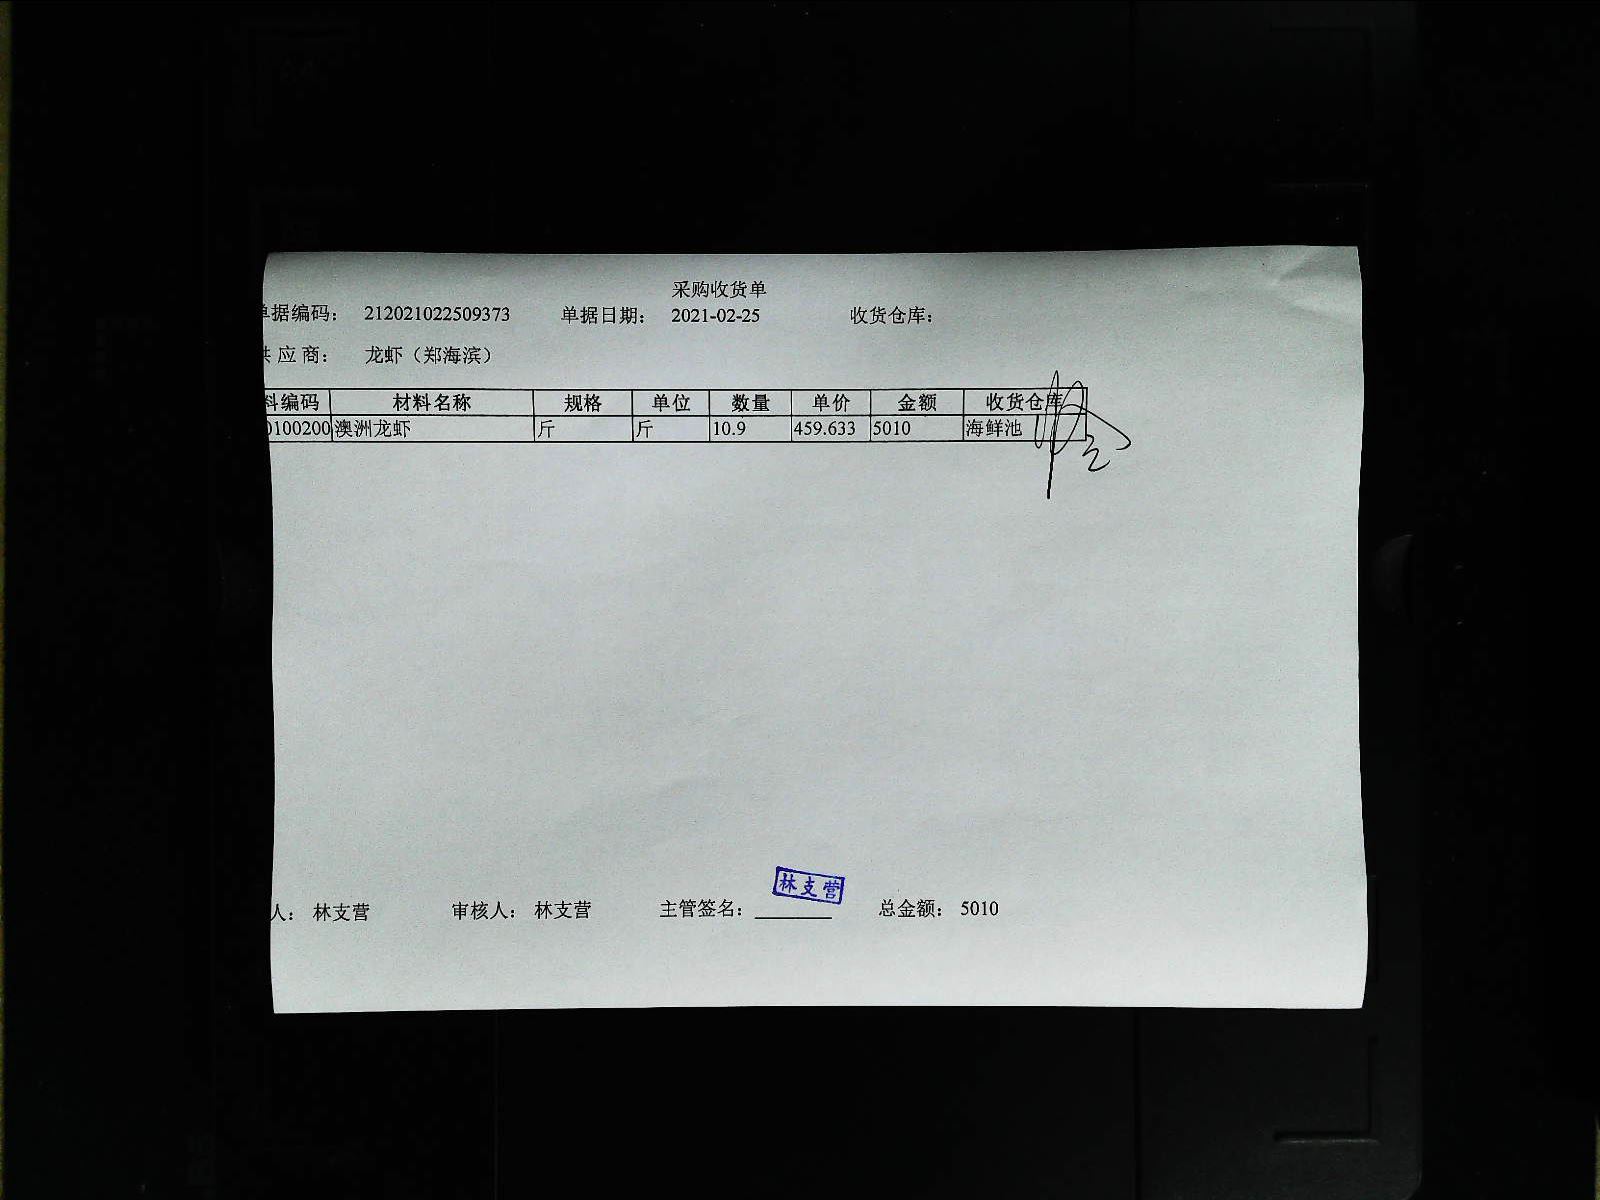 采购收货单
单据编码： 212021022509373 单据日期： 2021-02-25 收货仓库：
供 应 商： 龙虾（郑海滨）
料编码 材料名称 规格 单位 数量 单价 金额 收货仓库
0100200 澳洲龙虾 斤 斤 10.9 459.633 5010 海鲜池
林支营
人： 林支营 审核人： 林支营 主管签名： 总金额： 5010